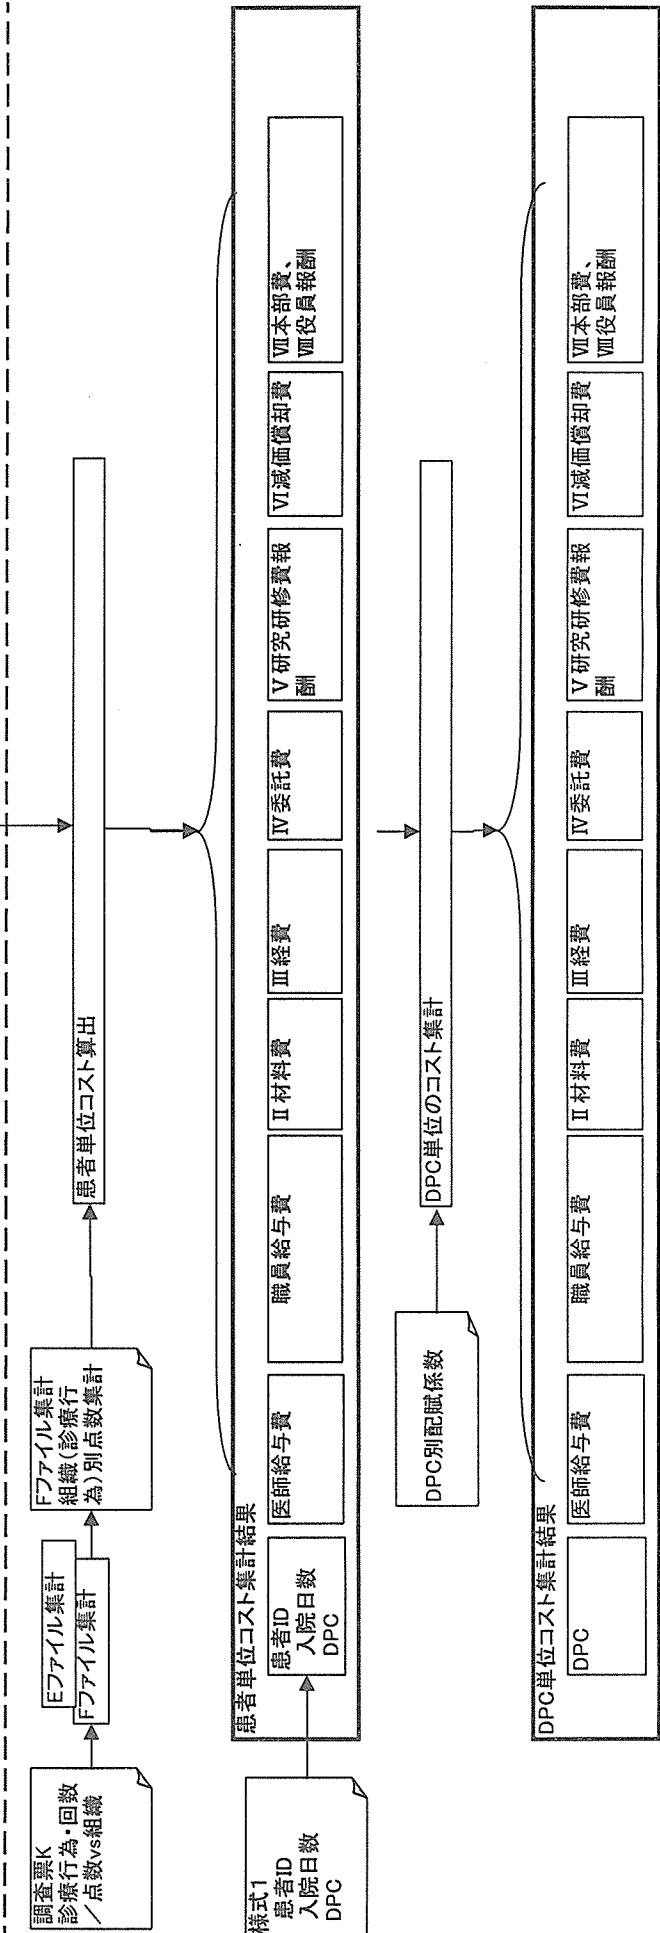 調査票K
診療行為・回数
／点数vs組織
Eファイル集計
Fファイル集計
Fファイル集計
組織(診療行
為)別点数集計
患者単位コスト算出
様式1
患者ID
入院日数
DPC
患者単位コスト集計結果
患者ID
入院日数
DPC
医師給与費
職員給与費
Ⅱ材料費
Ⅲ経費
Ⅳ委託費
Ⅴ研究研修費報
酬
Ⅵ減価償却費
Ⅶ本部費、
Ⅷ役員報酬
DPC別配賦係数
DPC単位のコスト集計
DPC単位コスト集計結果
DPC
医師給与費
職員給与費
Ⅱ材料費
Ⅲ経費
Ⅳ委託費
Ⅴ研究研修費報
酬
Ⅵ減価償却費
Ⅶ本部費、
Ⅷ役員報酬